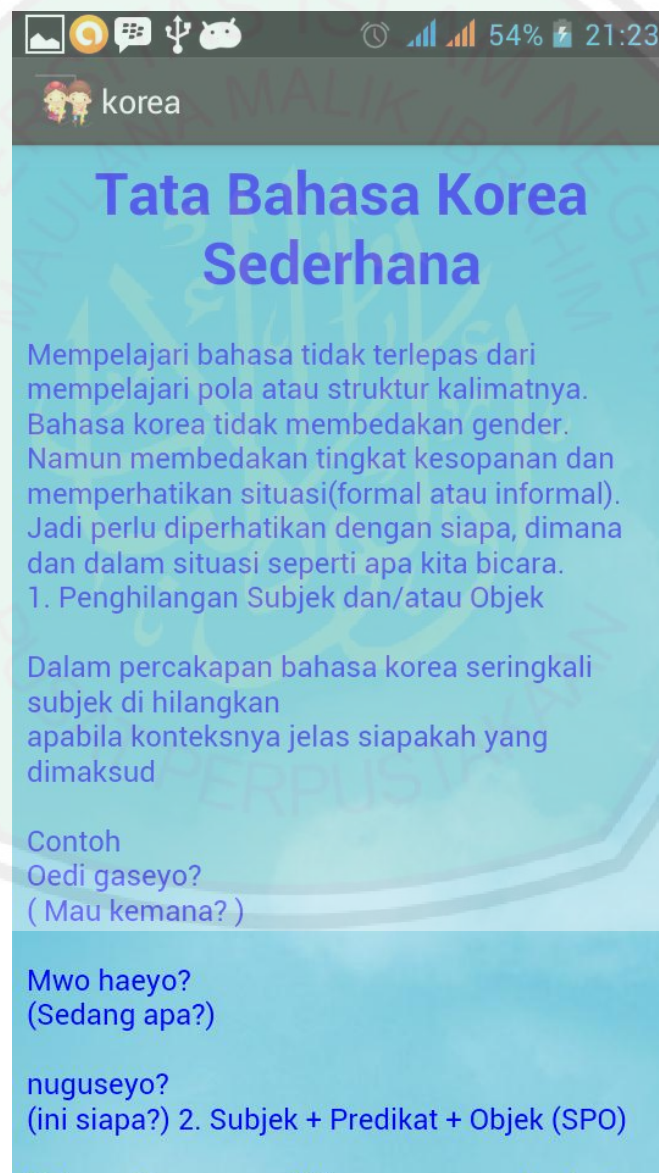 54% 21:23
korea
Tata Bahasa Korea
Sederhana
Mempelajari bahasa tidak terlepas dari
mempelajari pola atau struktur kalimatnya.
Bahasa korea tidak membedakan gender.
Namun membedakan tingkat kesopanan dan
memperhatikan situasi(formal atau informal).
Jadi perlu diperhatikan dengan siapa, dimana
dan dalam situasi seperti apa kita bicara.
1. Penghilangan Subjek dan/atau Objek
Dalam percakapan bahasa korea seringkali
subjek di hilangkan
apabila konteksnya jelas siapakah yang
dimaksud
Contoh
Oedi gaseyo?
( Mau kemana? )
Mwo haeyo?
(Sedang apa?)
nuguseyo?
(ini siapa?) 2. Subjek + Predikat + Objek (SPO)